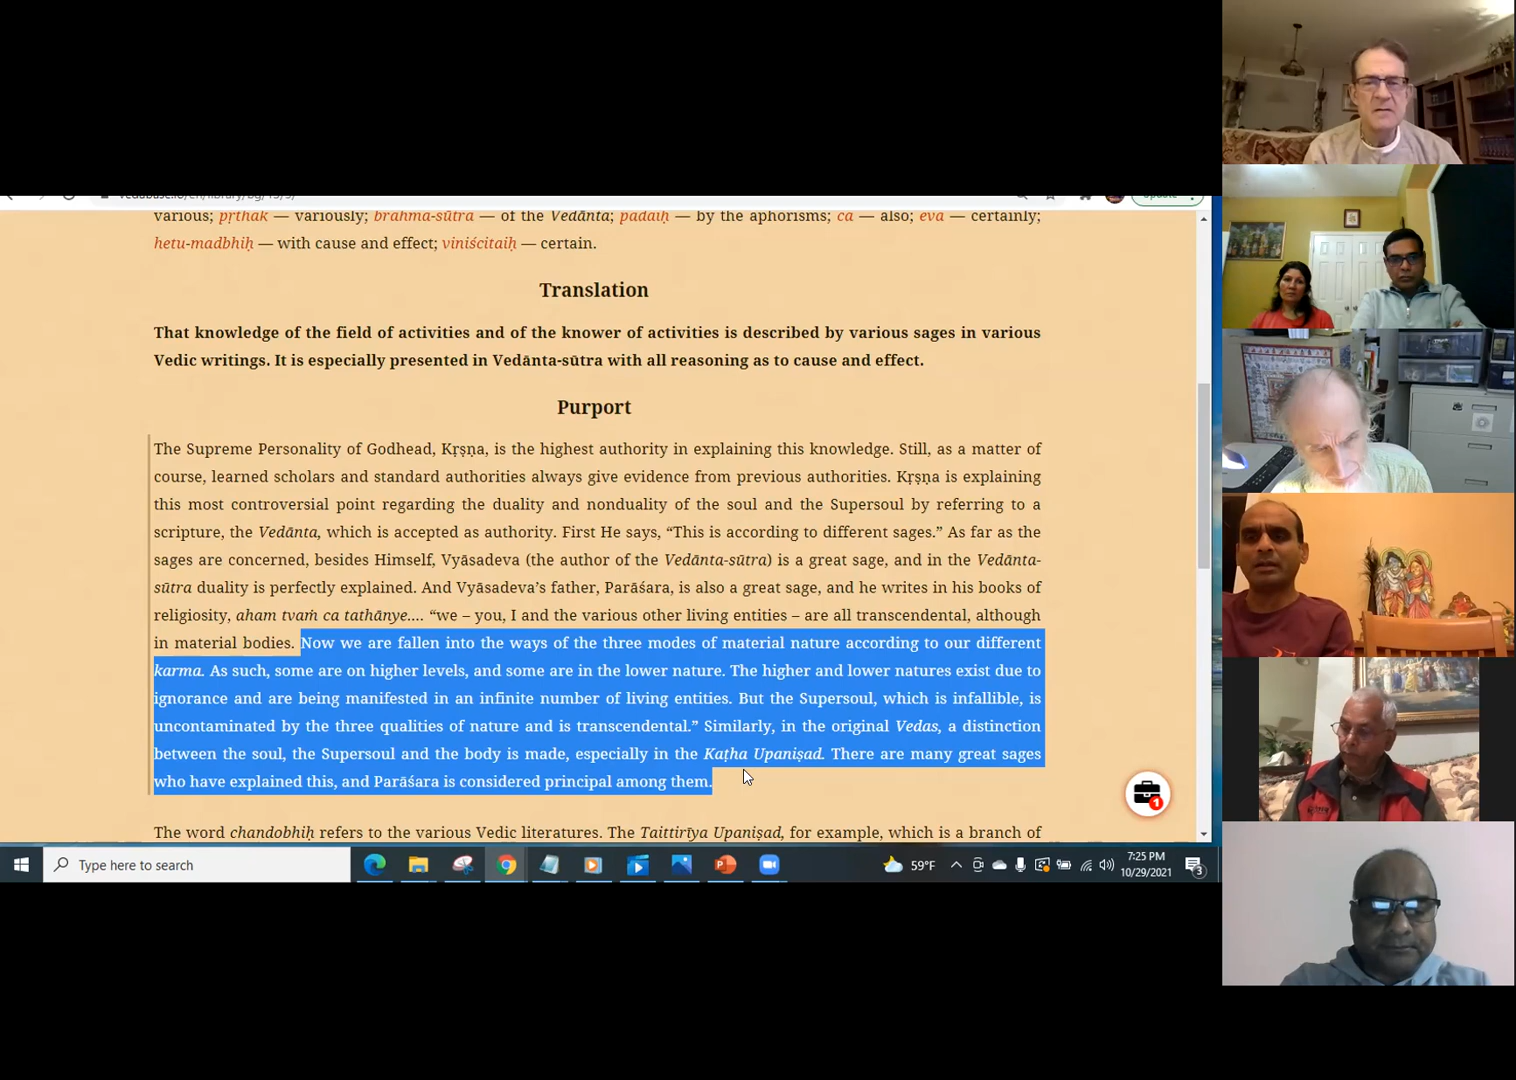 various; pṛthak — variously; brahma-sūtra — of the Vedānta; padaiḥ — by the aphorisms; ca — also; eva — certainly;
hetu-madbhiḥ — with cause and effect; viniścitaiḥ — certain.
Translation
That knowledge of the field of activities and of the knower of activities is described by various sages in various
Vedic writings. It is especially presented in Vedānta-sūtra with all reasoning as to cause and effect.
Purport
The Supreme Personality of Godhead, Kṛṣṇa, is the highest authority in explaining this knowledge. Still, as a matter of
course, learned scholars and standard authorities always give evidence from previous authorities. Kṛṣṇa is explaining
this most controversial point regarding the duality and nonduality of the soul and the Supersoul by referring to a
scripture, the Vedānta, which is accepted as authority. First He says, “This is according to different sages.” As far as the
sages are concerned, besides Himself, Vyāsadeva (the author of the Vedānta-sūtra) is a great sage, and in the Vedānta-
sūtra duality is perfectly explained. And Vyāsadeva’s father, Parāśara, is also a great sage, and he writes in his books of
religiosity, aham tvaṁ ca tathānye.... “we – you, I and the various other living entities – are all transcendental, although
in material bodies. Now we are fallen into the ways of the three modes of material nature according to our different
karma. As such, some are on higher levels, and some are in the lower nature. The higher and lower natures exist due to
ignorance and are being manifested in an infinite number of living entities. But the Supersoul, which is infallible, is
uncontaminated by the three qualities of nature and is transcendental.” Similarly, in the original Vedas, a distinction
between the soul, the Supersoul and the body is made, especially in the Kaṭha Upaniṣad. There are many great sages
who have explained this, and Parāśara is considered principal among them.
1
The word chandobhiḥ refers to the various Vedic literatures. The Taittirīya Upaniṣad, for example, which is a branch of
Type here to search
59°F
7:25 PM
10/29/2021
3